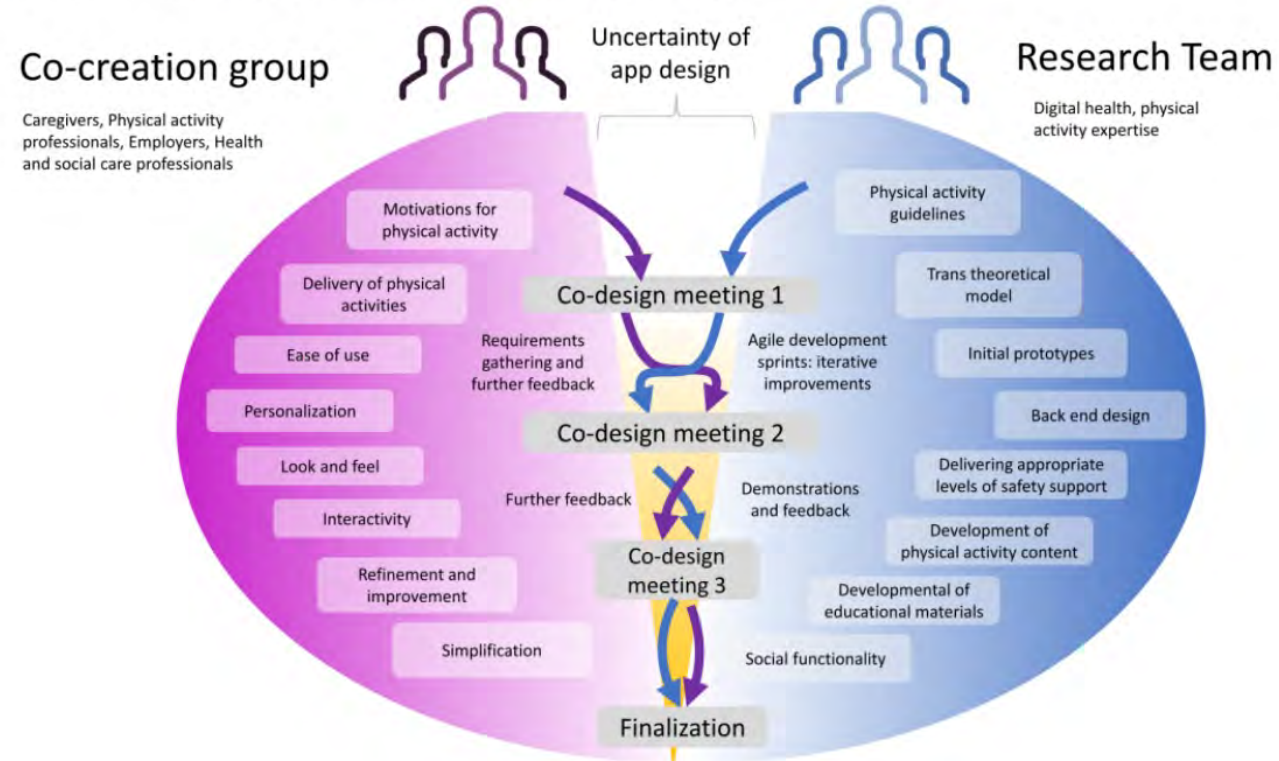 Co-creation group
Caregivers, Physical activity
professionals, Employers, Health
and social care professionals
Uncertainty of
app design
Research Team
Digital health, physical
activity expertise
Motivations for
physical activity
Delivery of physical
activities
Ease of use
Personalization
Look and feel
Interactivity
Refinement and
improvement
Simplification
Co-design meeting 1
Requirements
gathering and
further feedback
Agile development
sprints: iterative
improvements
Co-design meeting 2
Further feedback
Demonstrations
and feedback
Co-design
meeting 3
Finalization
Physical activity
guidelines
Trans theoretical
model
Initial prototypes
Back end design
Delivering appropriate
levels of safety support
Development of
physical activity content
Developmental of
educational materials
Social functionality